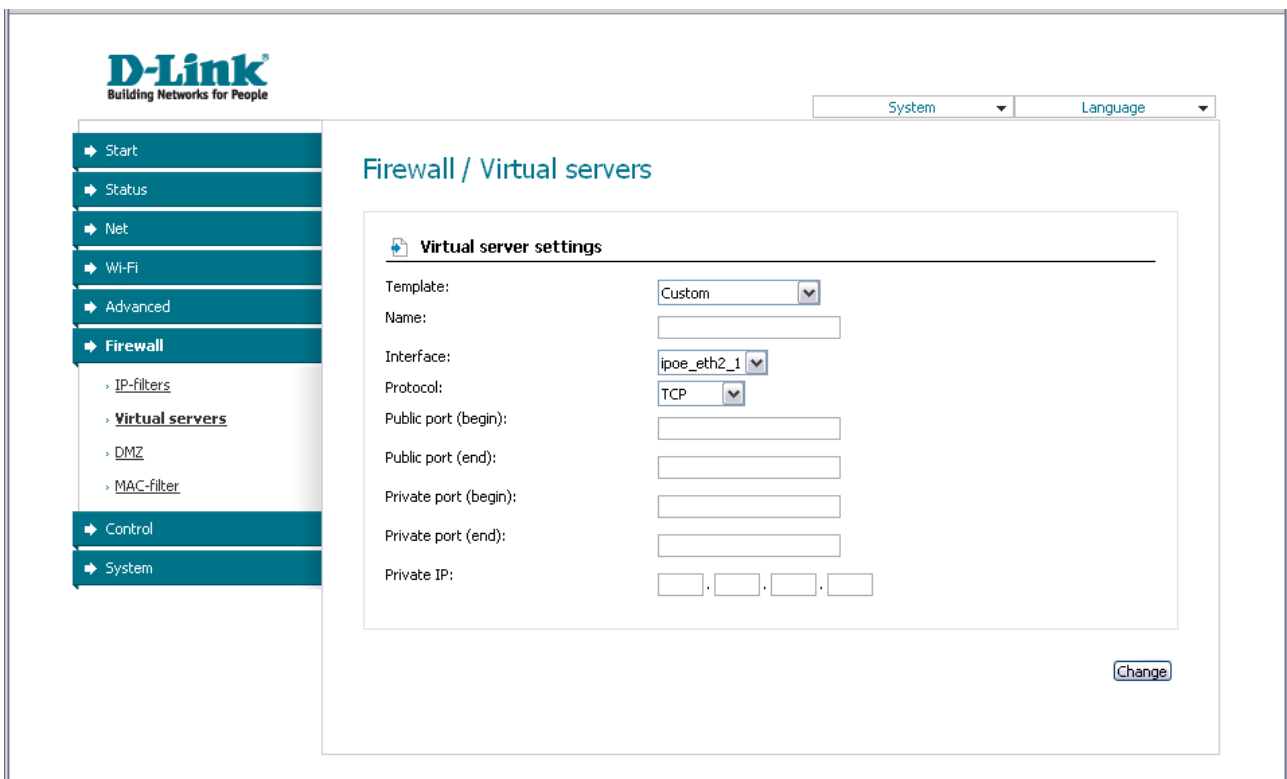 D-Link
Building Networks for People
System
Language
Start
Status
Net
Wi-Fi
Advanced
Firewall
IP-filters
Virtual servers
DMZ
MAC-filter
Control
System
Firewall / Virtual servers
Virtual server settings
Template: Custom
Name:
Interface: ipoe_eth2_1
Protocol: TCP
Public port (begin):
Public port (end):
Private port (begin):
Private port (end):
Private IP: . . .
Change